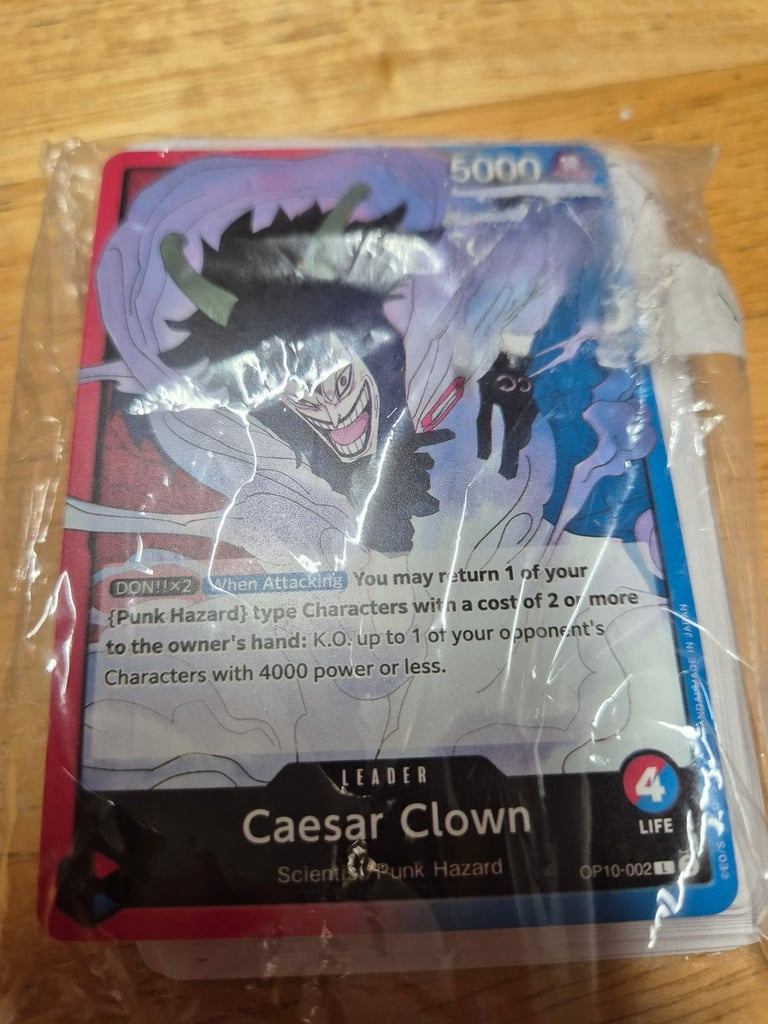 5000
DON!!×2 When Attacking You may return 1 of your
{Punk Hazard} type Characters with a cost of 2 or more
to the owner's hand: K.O. up to 1 of your opponent's
Characters with 4000 power or less.
LEADER
Caesar Clown
4
LIFE
Scientist/Punk Hazard
OP10-002 L
MADE IN JAPAN
©E.O/S